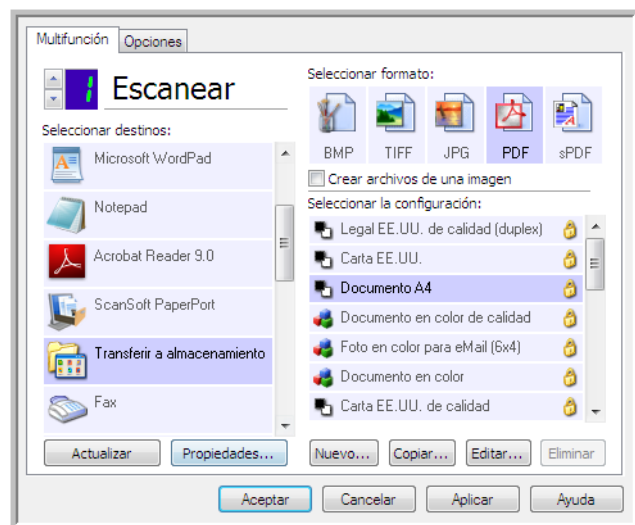 Multifunción
Opciones
1 Escanear
Seleccionar destinos:
Microsoft WordPad
Notepad
Acrobat Reader 9.0
ScanSoft PaperPort
Transferir a almacenamiento
Fax
Actualizar
Propiedades...
Seleccionar formato:
BMP TIFF JPG PDF sPDF
Crear archivos de una imagen
Seleccionar la configuración:
Legal EE.UU. de calidad (duplex)
Carta EE.UU.
Documento A4
Documento en color de calidad
Foto en color para eMail (6x4)
Documento en color
Carta EE.UU. de calidad
Nuevo... Copiar... Editar... Eliminar
Aceptar Cancelar Aplicar Ayuda